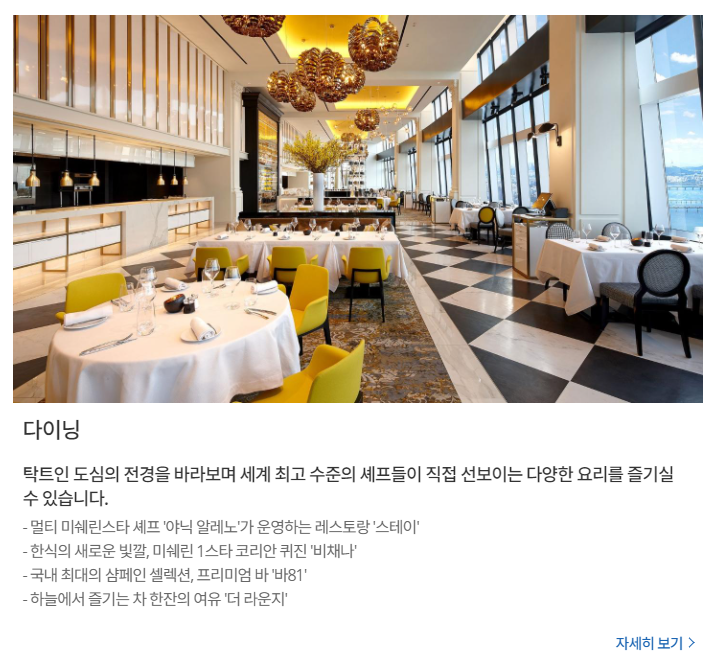 다이닝
탁트인 도심의 전경을 바라보며 세계 최고 수준의 셰프들이 직접 선보이는 다양한 요리를 즐기실
수 있습니다.
- 멀티 미쉐린스타 셰프 '야닉 알레노'가 운영하는 레스토랑 '스테이'
- 한식의 새로운 빛깔, 미쉐린 1스타 코리안 퀴진 '비채나'
- 국내 최대의 샴페인 셀렉션, 프리미엄 바 '바81'
- 하늘에서 즐기는 차 한잔의 여유 '더 라운지'
자세히 보기 >